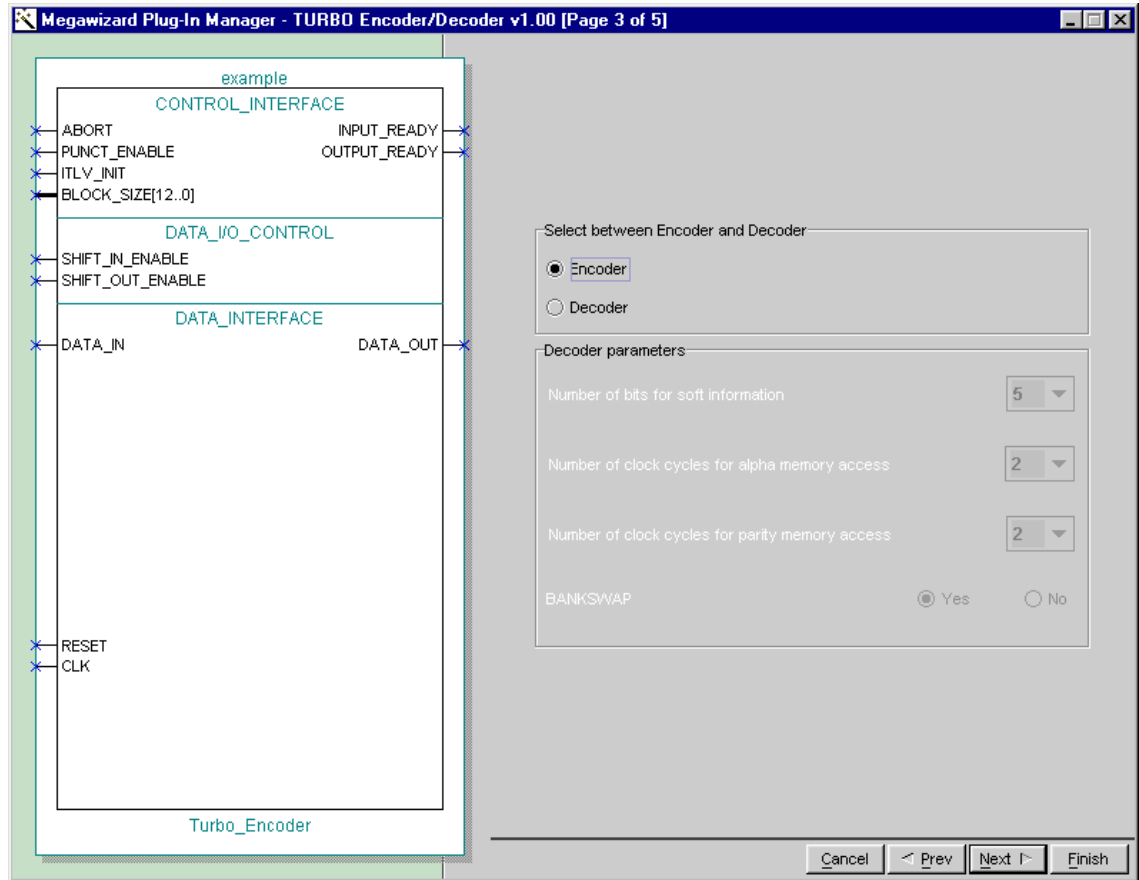 Megawizard Plug-In Manager - TURBO Encoder/Decoder v1.00 [Page 3 of 5]
example
CONTROL_INTERFACE
ABORT INPUT_READY
PUNCT_ENABLE OUTPUT_READY
ITLV_INIT
BLOCK_SIZE[12..0]
DATA_I/O_CONTROL
SHIFT_IN_ENABLE
SHIFT_OUT_ENABLE
DATA_INTERFACE
DATA_IN DATA_OUT
RESET
CLK
Turbo_Encoder
Select between Encoder and Decoder
Encoder
Decoder
Decoder parameters
Number of bits for soft information 5
Number of clock cycles for alpha memory access 2
Number of clock cycles for parity memory access 2
BANKSWAP Yes No
Cancel Prev Next Finish